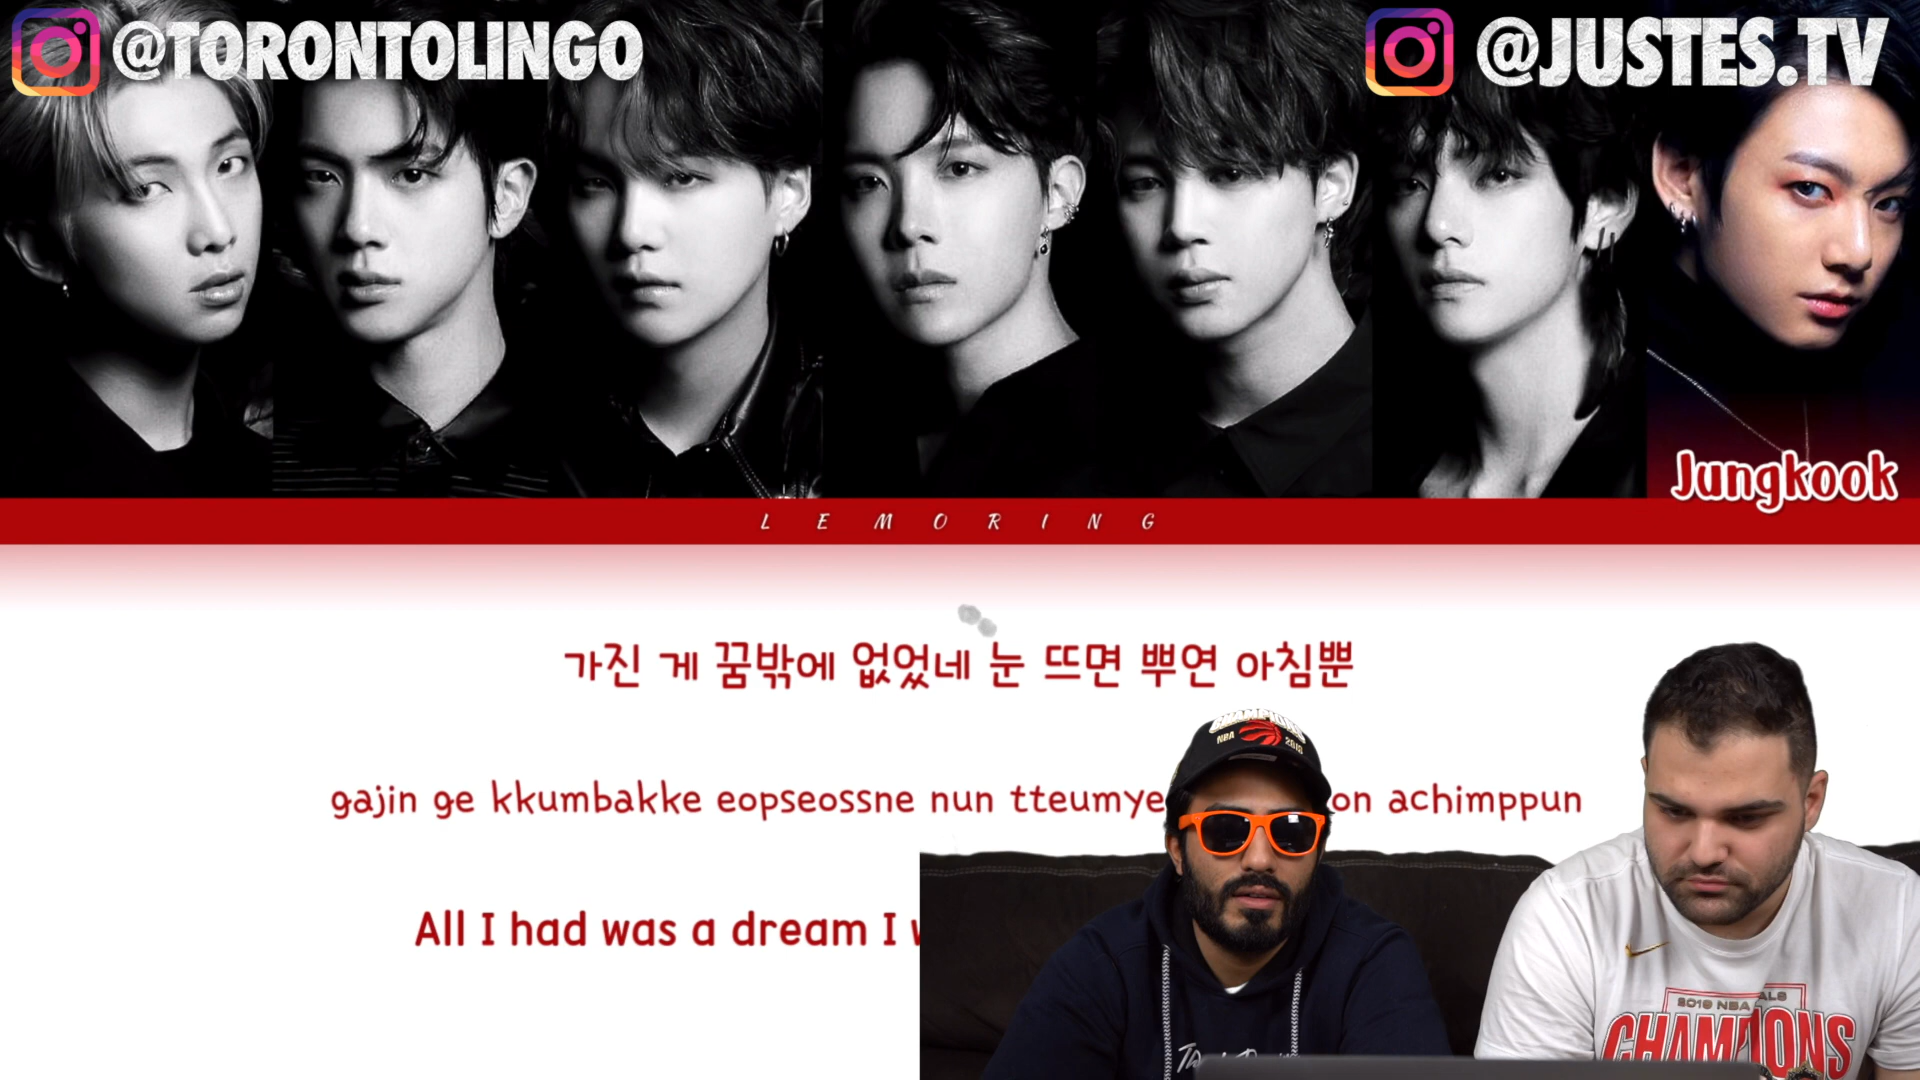 @TORONTOLINGO
@JUSTES.TV
Jungkook
LEMORING
가진 게 꿈밖에 없었네 눈 뜨면 뿌연 아침뿐
gajin ge kkumbakke eopseossne nun tteumye on achimppun
All I had was a dream I
CHAMPIONS
NBA 2019
2019 NBA
CHAMPIONS